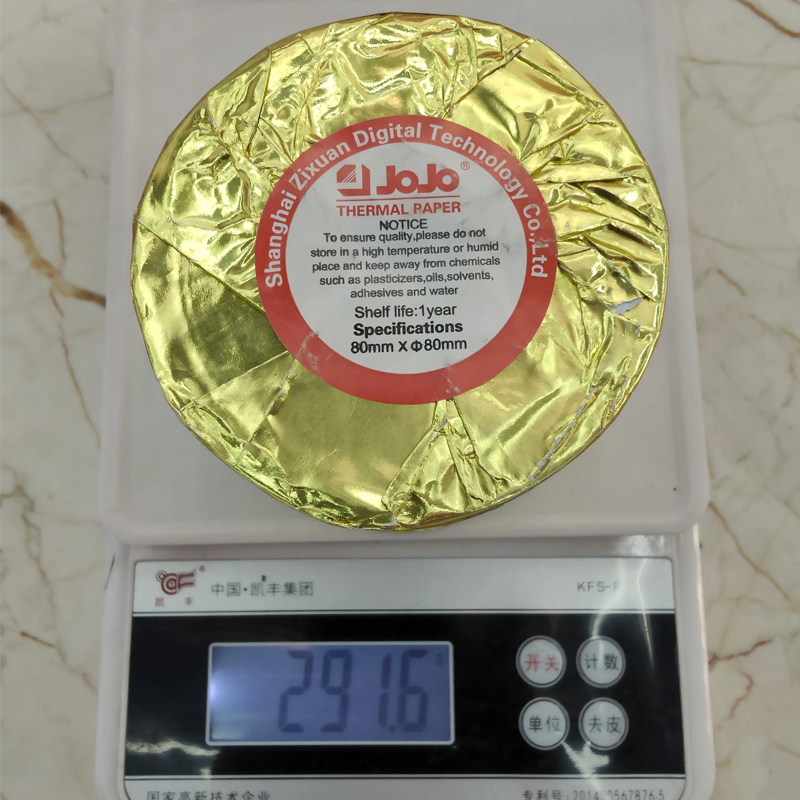 Shanghai Zixuan Digital Technology Co.,Ltd
JoJo®
THERMAL PAPER
NOTICE
To ensure quality,please do not
store in a high temperature or humid
place and keep away from chemicals
such as plasticizers,oils,solvents,
adhesives and water
Shelf life:1year
Specifications
80mm X Φ80mm
中国·凯丰集团
KFS-
凯丰
291.6
开关
计数
单位
去皮
国家高新技术企业
专利号: